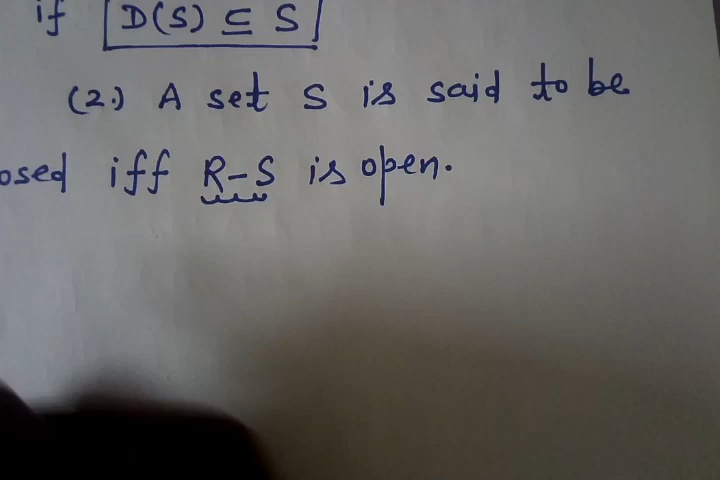 if D(S) ⊆ S
(2.) A set S is said to be
osed iff R-S is open.